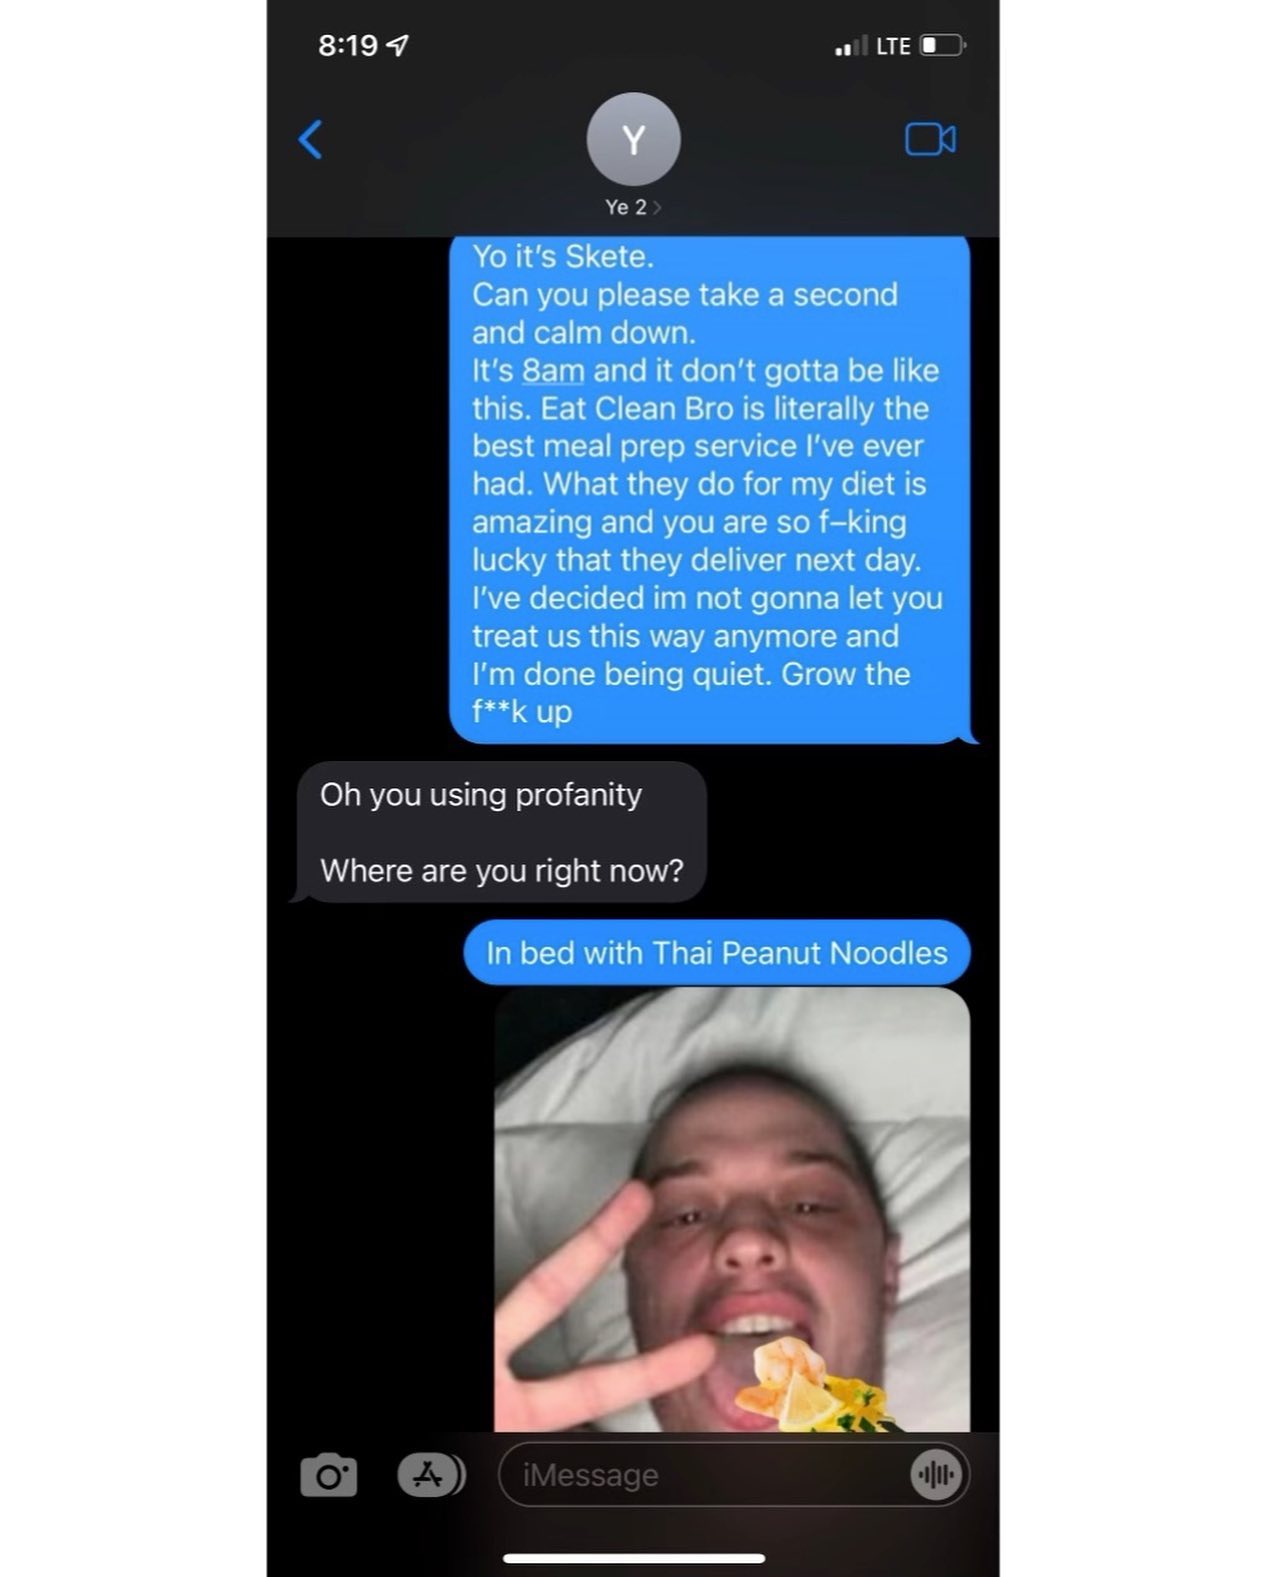 8:19
LTE
Y
Ye 2
Yo it’s Skete.
Can you please take a second
and calm down.
It’s 8am and it don’t gotta be like
this. Eat Clean Bro is literally the
best meal prep service I’ve ever
had. What they do for my diet is
amazing and you are so f–king
lucky that they deliver next day.
I’ve decided im not gonna let you
treat us this way anymore and
I’m done being quiet. Grow the
f**k up
Oh you using profanity
Where are you right now?
In bed with Thai Peanut Noodles
iMessage